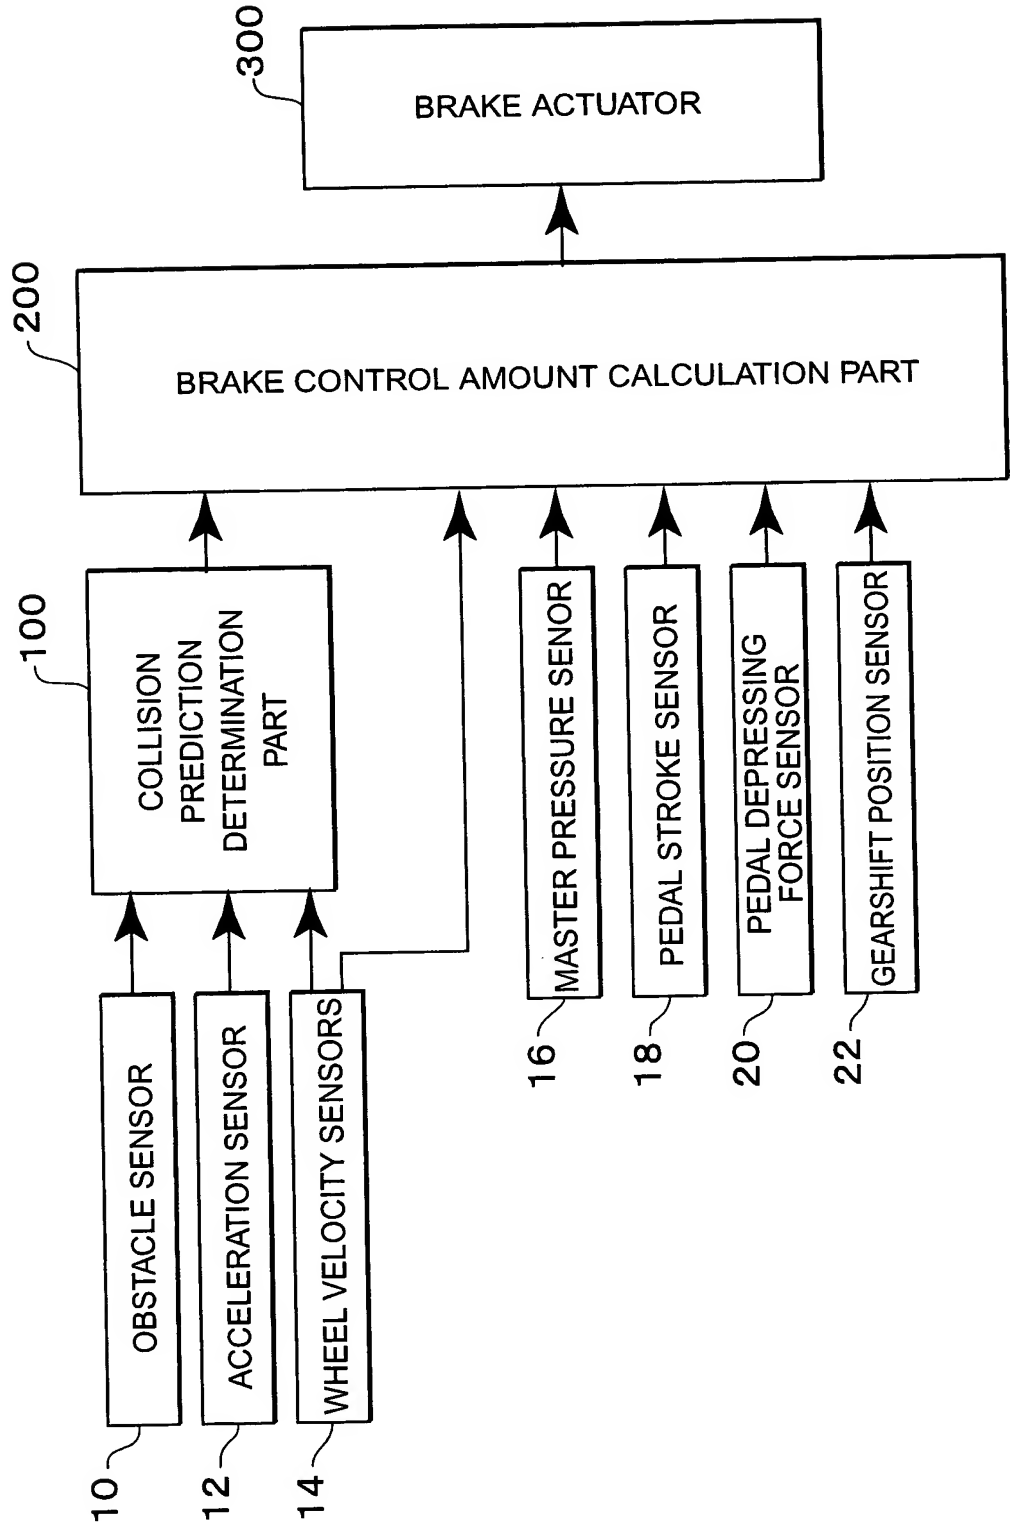 10
OBSTACLE SENSOR
12
ACCELERATION SENSOR
14
WHEEL VELOCITY SENSORS
100
COLLISION
PREDICTION
DETERMINATION
PART
16
MASTER PRESSURE SENOR
18
PEDAL STROKE SENSOR
20
PEDAL DEPRESSING
FORCE SENSOR
22
GEARSHIFT POSITION SENSOR
200
BRAKE CONTROL AMOUNT CALCULATION PART
300
BRAKE ACTUATOR